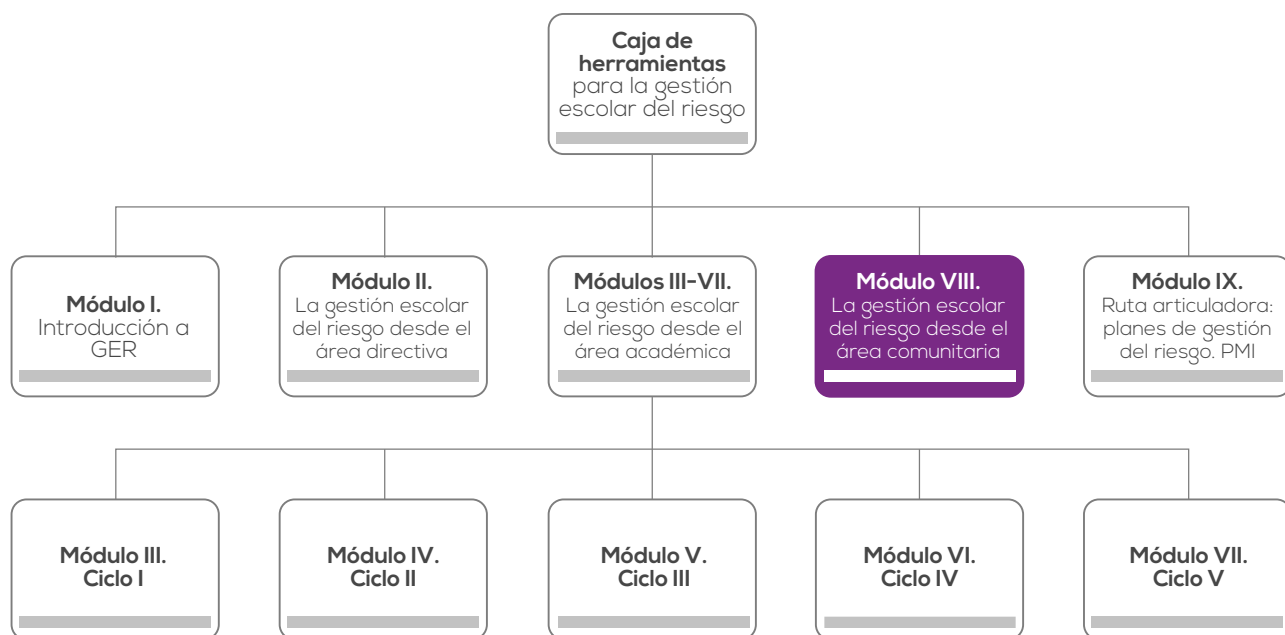 Caja de
herramientas
para la gestión
escolar del riesgo
Módulo I.
Introducción a
GER
Módulo II.
La gestión escolar
del riesgo desde el
área directiva
Módulos III-VII.
La gestión escolar
del riesgo desde el
área académica
Módulo VIII.
La gestión escolar
del riesgo desde el
área comunitaria
Módulo IX.
Ruta articuladora:
planes de gestión
del riesgo. PMI
Módulo III.
Ciclo I
Módulo IV.
Ciclo II
Módulo V.
Ciclo III
Módulo VI.
Ciclo IV
Módulo VII.
Ciclo V